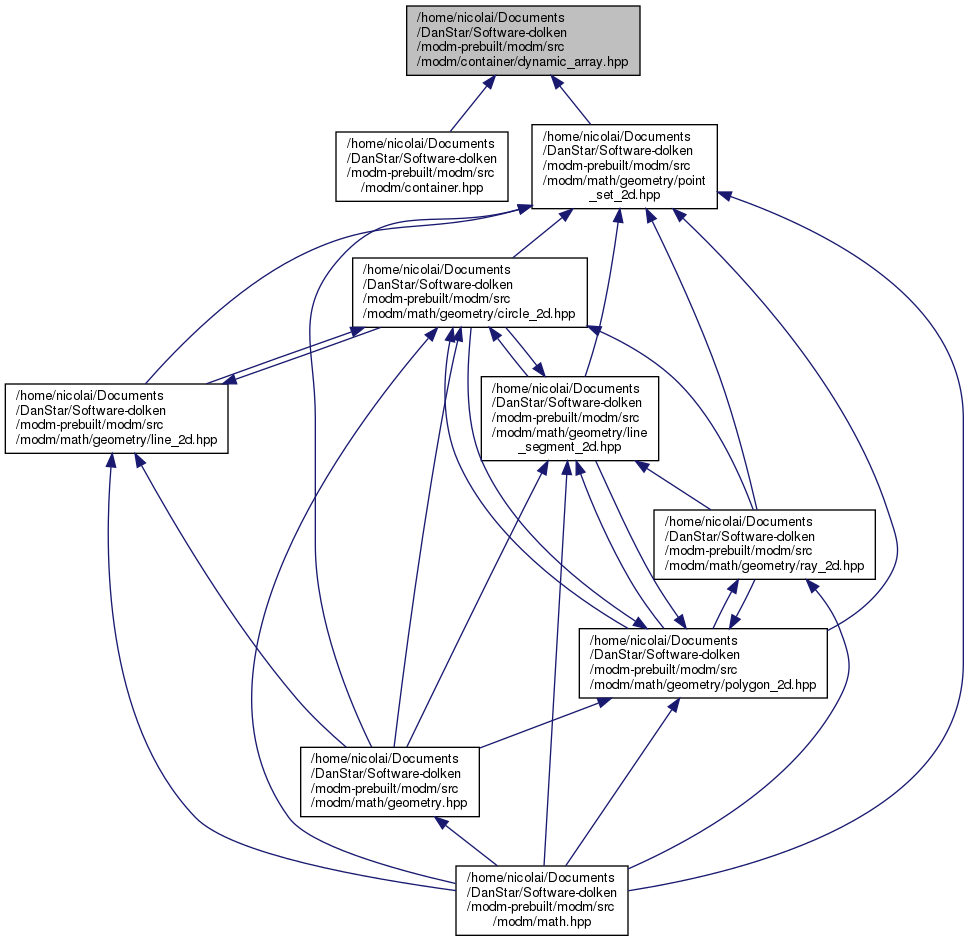 /home/nicolai/Documents
/DanStar/Software-dolken
/modm-prebuilt/modm/src
/modm/container/dynamic_array.hpp
/home/nicolai/Documents
/DanStar/Software-dolken
/modm-prebuilt/modm/src
/modm/container.hpp
/home/nicolai/Documents
/DanStar/Software-dolken
/modm-prebuilt/modm/src
/modm/math/geometry/point
_set_2d.hpp
/home/nicolai/Documents
/DanStar/Software-dolken
/modm-prebuilt/modm/src
/modm/math/geometry/circle_2d.hpp
/home/nicolai/Documents
/DanStar/Software-dolken
/modm-prebuilt/modm/src
/modm/math/geometry/line_2d.hpp
/home/nicolai/Documents
/DanStar/Software-dolken
/modm-prebuilt/modm/src
/modm/math/geometry/line
_segment_2d.hpp
/home/nicolai/Documents
/DanStar/Software-dolken
/modm-prebuilt/modm/src
/modm/math/geometry/ray_2d.hpp
/home/nicolai/Documents
/DanStar/Software-dolken
/modm-prebuilt/modm/src
/modm/math/geometry/polygon_2d.hpp
/home/nicolai/Documents
/DanStar/Software-dolken
/modm-prebuilt/modm/src
/modm/math/geometry.hpp
/home/nicolai/Documents
/DanStar/Software-dolken
/modm-prebuilt/modm/src
/modm/math.hpp